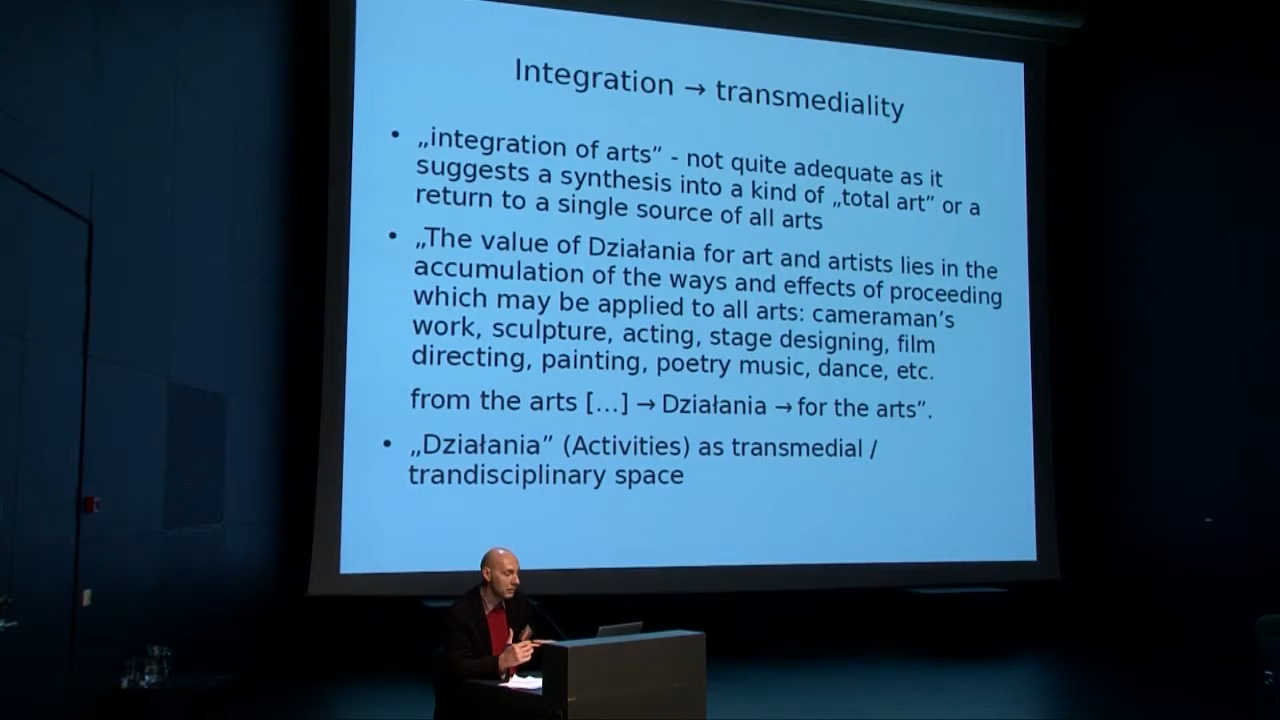 Integration → transmediality
• „integration of arts” - not quite adequate as it
suggests a synthesis into a kind of „total art” or a
return to a single source of all arts
• „The value of Działania for art and artists lies in the
accumulation of the ways and effects of proceeding
which may be applied to all arts: cameraman’s
work, sculpture, acting, stage designing, film
directing, painting, poetry music, dance, etc.
from the arts […] → Działania → for the arts”.
• „Działania” (Activities) as transmedial /
trandisciplinary space